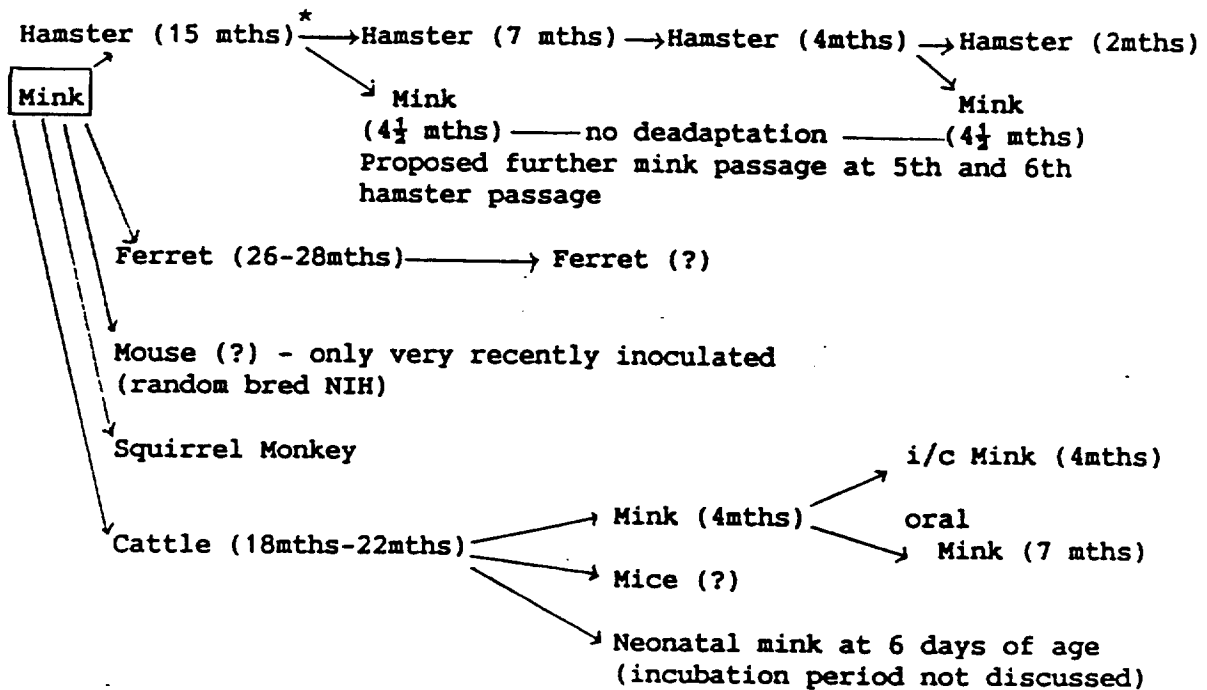 Hamster (15 mths)* Hamster (7 mths) Hamster (4mths) Hamster (2mths)
Mink
Mink Mink
(4½ mths) no deadaptation (4½ mths)
Proposed further mink passage at 5th and 6th
hamster passage
Ferret (26-28mths) Ferret (?)
Mouse (?) - only very recently inoculated
(random bred NIH)
Squirrel Monkey
i/c Mink (4mths)
Mink (4mths) oral
Cattle (18mths-22mths) Mink (7 mths)
Mice (?)
Neonatal mink at 6 days of age
(incubation period not discussed)